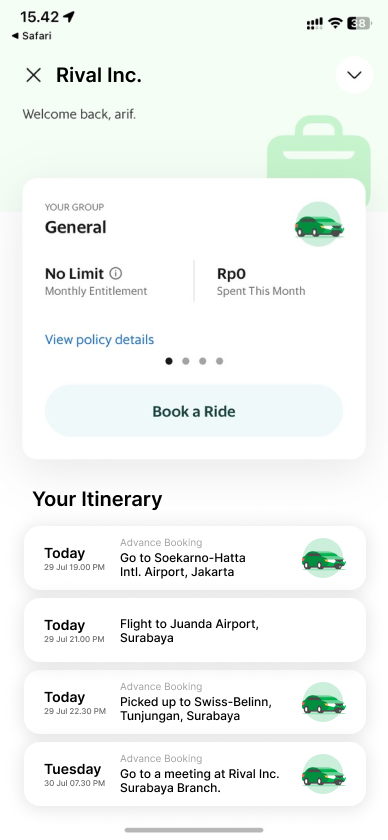 15.42
38
◄ Safari
Rival Inc.
Welcome back, arif.
YOUR GROUP
General
No Limit
Monthly Entitlement
Rp0
Spent This Month
View policy details
Book a Ride
Your Itinerary
Today
29 Jul 19.00 PM
Advance Booking
Go to Soekarno-Hatta
Intl. Airport, Jakarta
Today
29 Jul 21.00 PM
Flight to Juanda Airport,
Surabaya
Today
29 Jul 22.30 PM
Advance Booking
Picked up to Swiss-Belinn,
Tunjungan, Surabaya
Tuesday
30 Jul 07.30 PM
Advance Booking
Go to a meeting at Rival Inc.
Surabaya Branch.